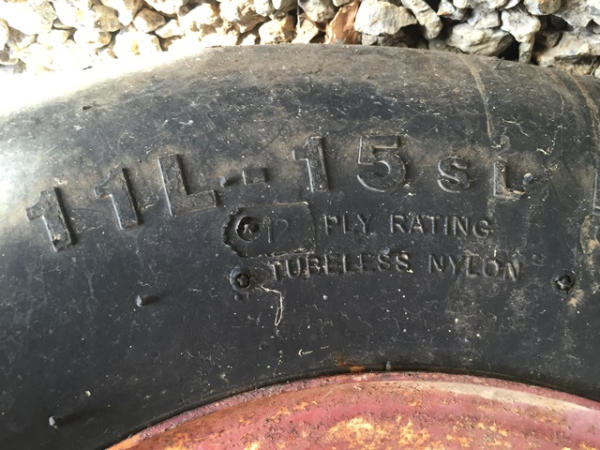 11L-15 SL
PLY RATING
TUBELESS NYLON